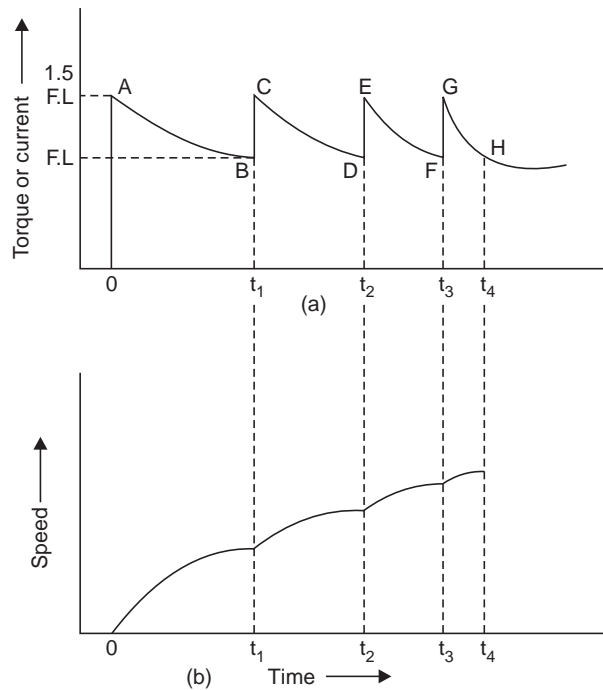 Torque or current
1.5
F.L
F.L
A
C
E
G
B
D
F
H
0
t₁
t₂
t₃
t₄
(a)
Speed
0
t₁
t₂
t₃
t₄
(b)
Time